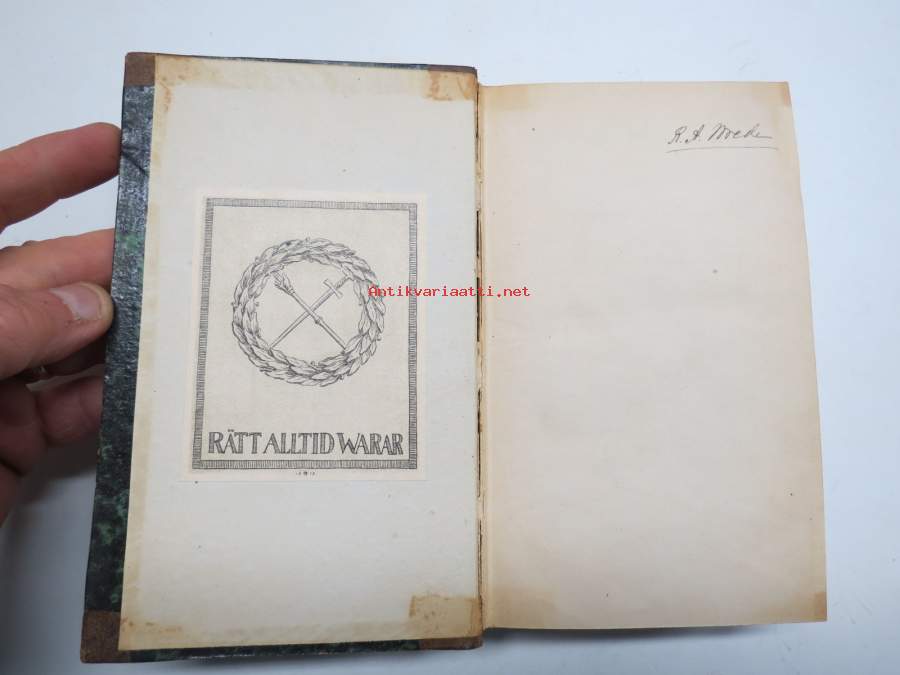 R. A. Wrede
Antikvariaatti.net
RÄTT ALLTID WARAR